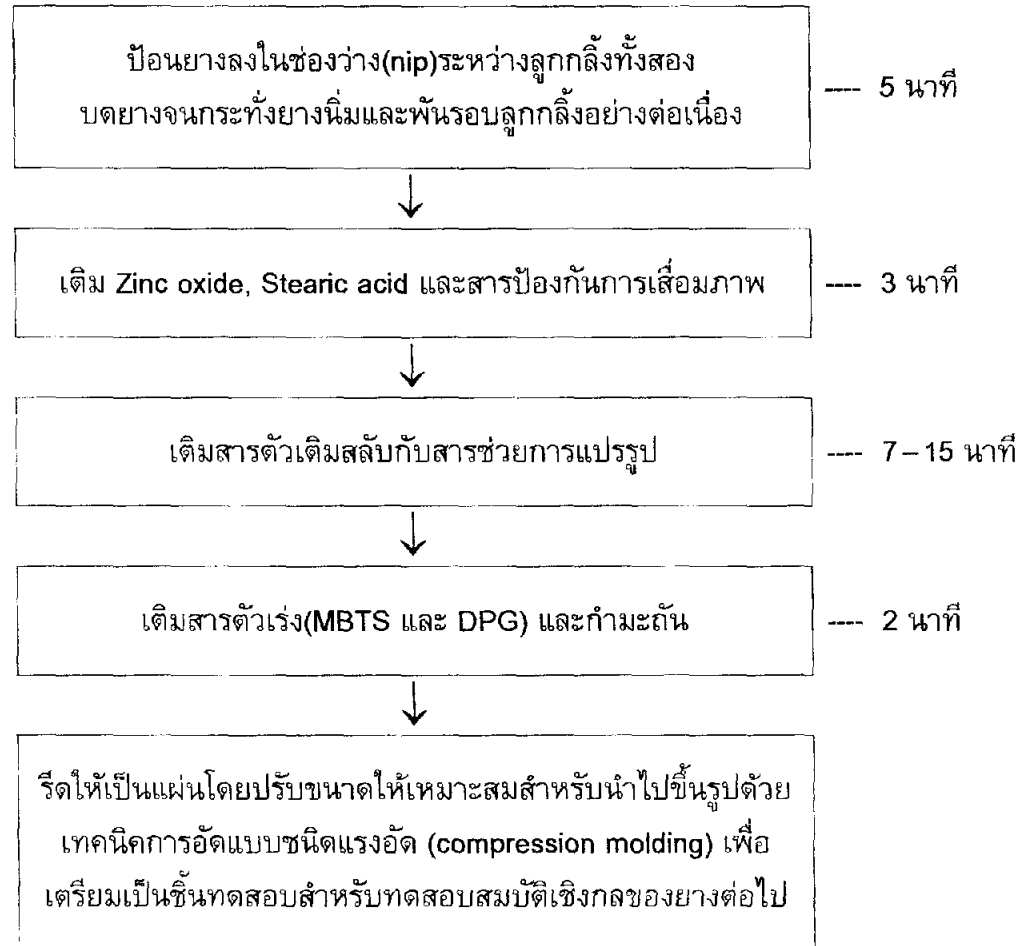 ป้อนยางลงในช่องว่าง(nip)ระหว่างลูกกลิ้งทั้งสอง
บดยางจนกระทั่งยางนิ่มและพันรอบลูกกลิ้งอย่างต่อเนื่อง
---- 5 นาที
เติม Zinc oxide, Stearic acid และสารป้องกันการเสื่อมภาพ
---- 3 นาที
เติมสารตัวเติมสลับกับสารช่วยการแปรรูป
---- 7–15 นาที
เติมสารตัวเร่ง(MBTS และ DPG) และกำมะถัน
---- 2 นาที
รีดให้เป็นแผ่นโดยปรับขนาดให้เหมาะสมสำหรับนำไปขึ้นรูปด้วย
เทคนิคการอัดแบบชนิดแรงอัด (compression molding) เพื่อ
เตรียมเป็นชิ้นทดสอบสำหรับทดสอบสมบัติเชิงกลของยางต่อไป